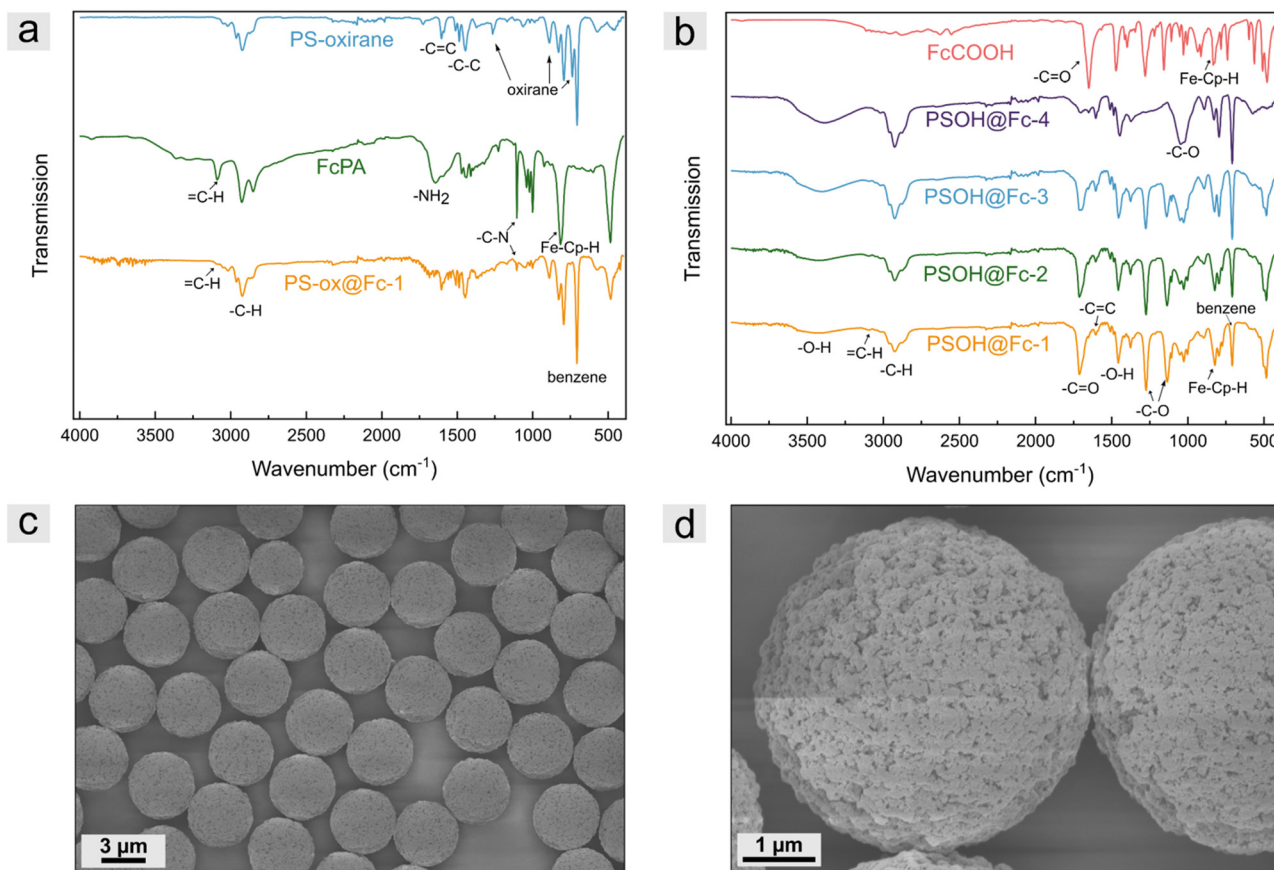 a
PS-oxirane
-C=C
-C-C
oxirane
FcPA
=C-H
-NH2
-C-N
Fe-Cp-H
PS-ox@Fc-1
=C-H
-C-H
benzene
Transmission
4000 3500 3000 2500 2000 1500 1000 500
Wavenumber (cm⁻¹)
b
FcCOOH
-C=O
Fe-Cp-H
PSOH@Fc-4
-C-O
PSOH@Fc-3
PSOH@Fc-2
-C=C
benzene
PSOH@Fc-1
-O-H
=C-H
-C-H
-C=O
-O-H
-C-O
Fe-Cp-H
Transmission
4000 3500 3000 2500 2000 1500 1000 500
Wavenumber (cm⁻¹)
c
3 µm
d
1 µm